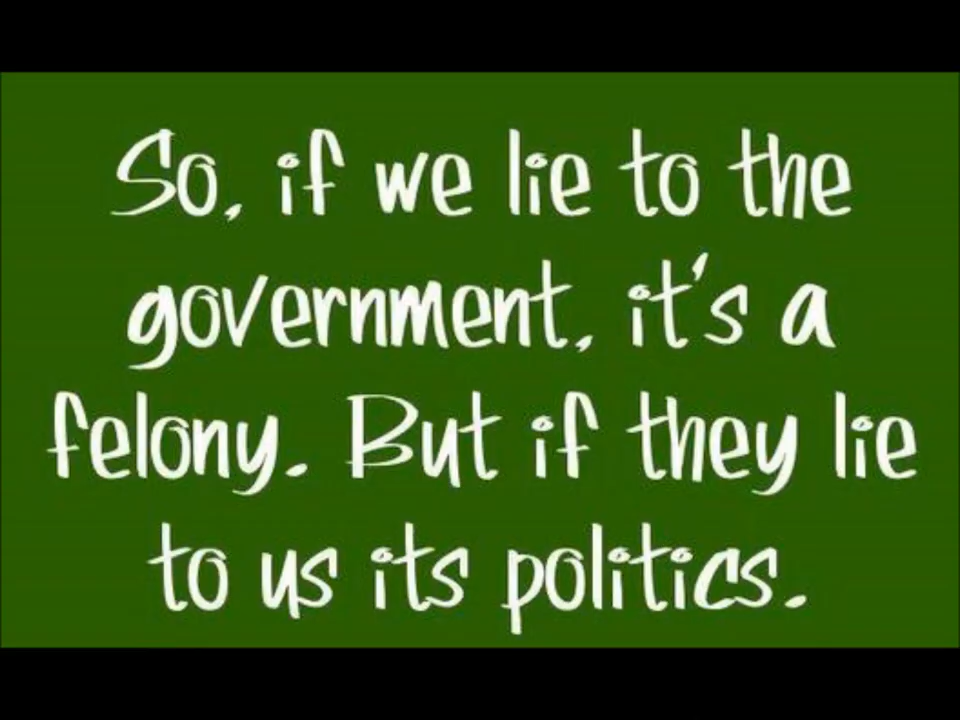 So, if we lie to the
government, it's a
felony. But if they lie
to us its politics.